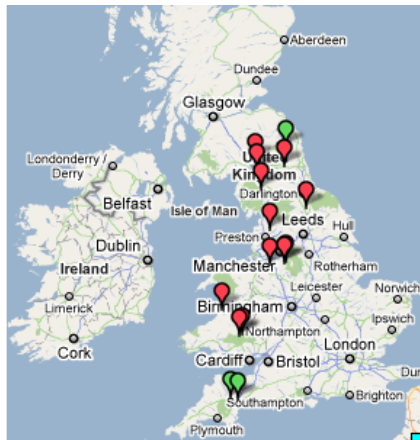 Aberdeen
Dundee
Glasgow
Londonderry /
Derry
United
Kingdom
Belfast
Darlington
Isle of Man
Preston
Leeds
Hull
Dublin
Ireland
Manchester
Rotherham
Limerick
Norwich
Leicester
Birmingham
Ipswich
Northampton
Cork
Cardiff
Bristol
London
Southampton
Brighton
Plymouth